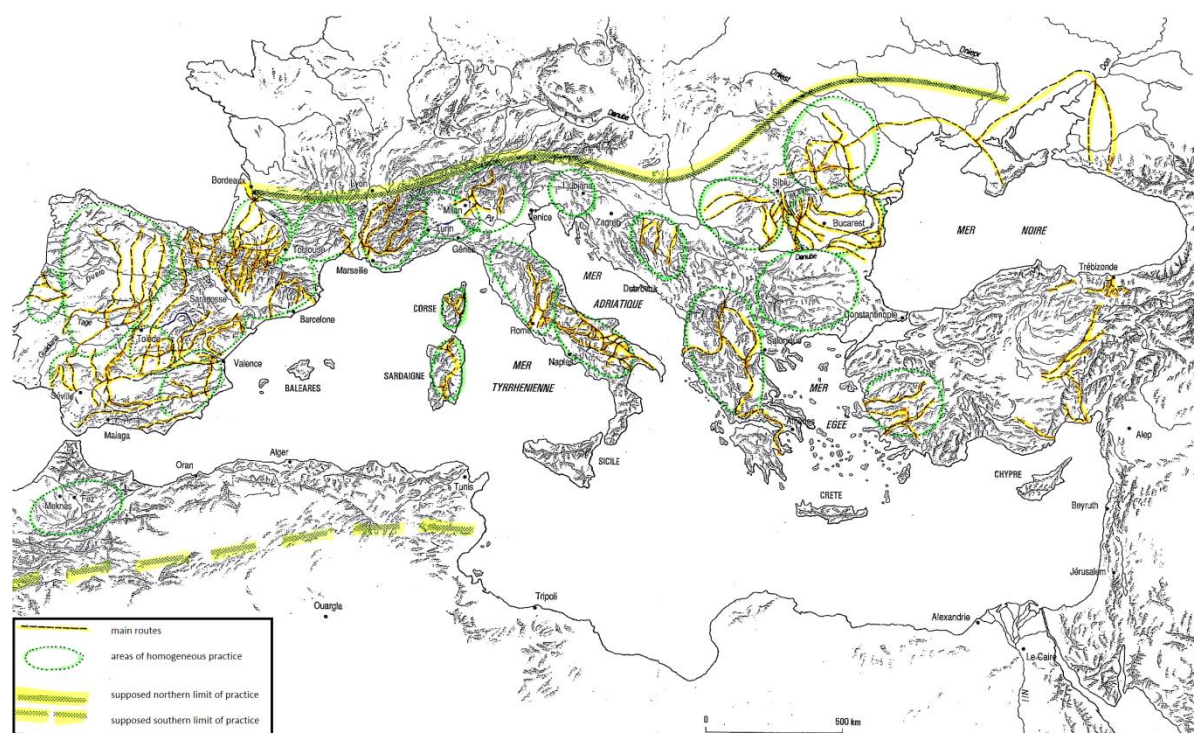 Dniepr
Don
Dniest
Danube
Bordeaux
Lyon
Ljubljana
Sibiu
Milan
Venice
Zagreb
Turin
PÔ
Bucarest
Toulouse
Gênes
MER NOIRE
Duero
Marseille
Danube
MER
ADRIATIQUE
Trébizonde
Saragosse
CORSE
Barcelone
Rome
Constantinople
Tage
Salonique
Tolède
Valence
Naples
BALEARES
SARDAIGNE
MER
TYRRHENIENNE
MER
EGEE
Séville
Athènes
Malaga
Alep
SICILE
CHYPRE
Oran
Alger
Tunis
CRETE
Meknès
Fez
Beyruth
Jérusalem
Ouargla
Tripoli
Alexandrie
Le Caire
Nil
main routes
areas of homogeneous practice
supposed northern limit of practice
supposed southern limit of practice
0 500 km